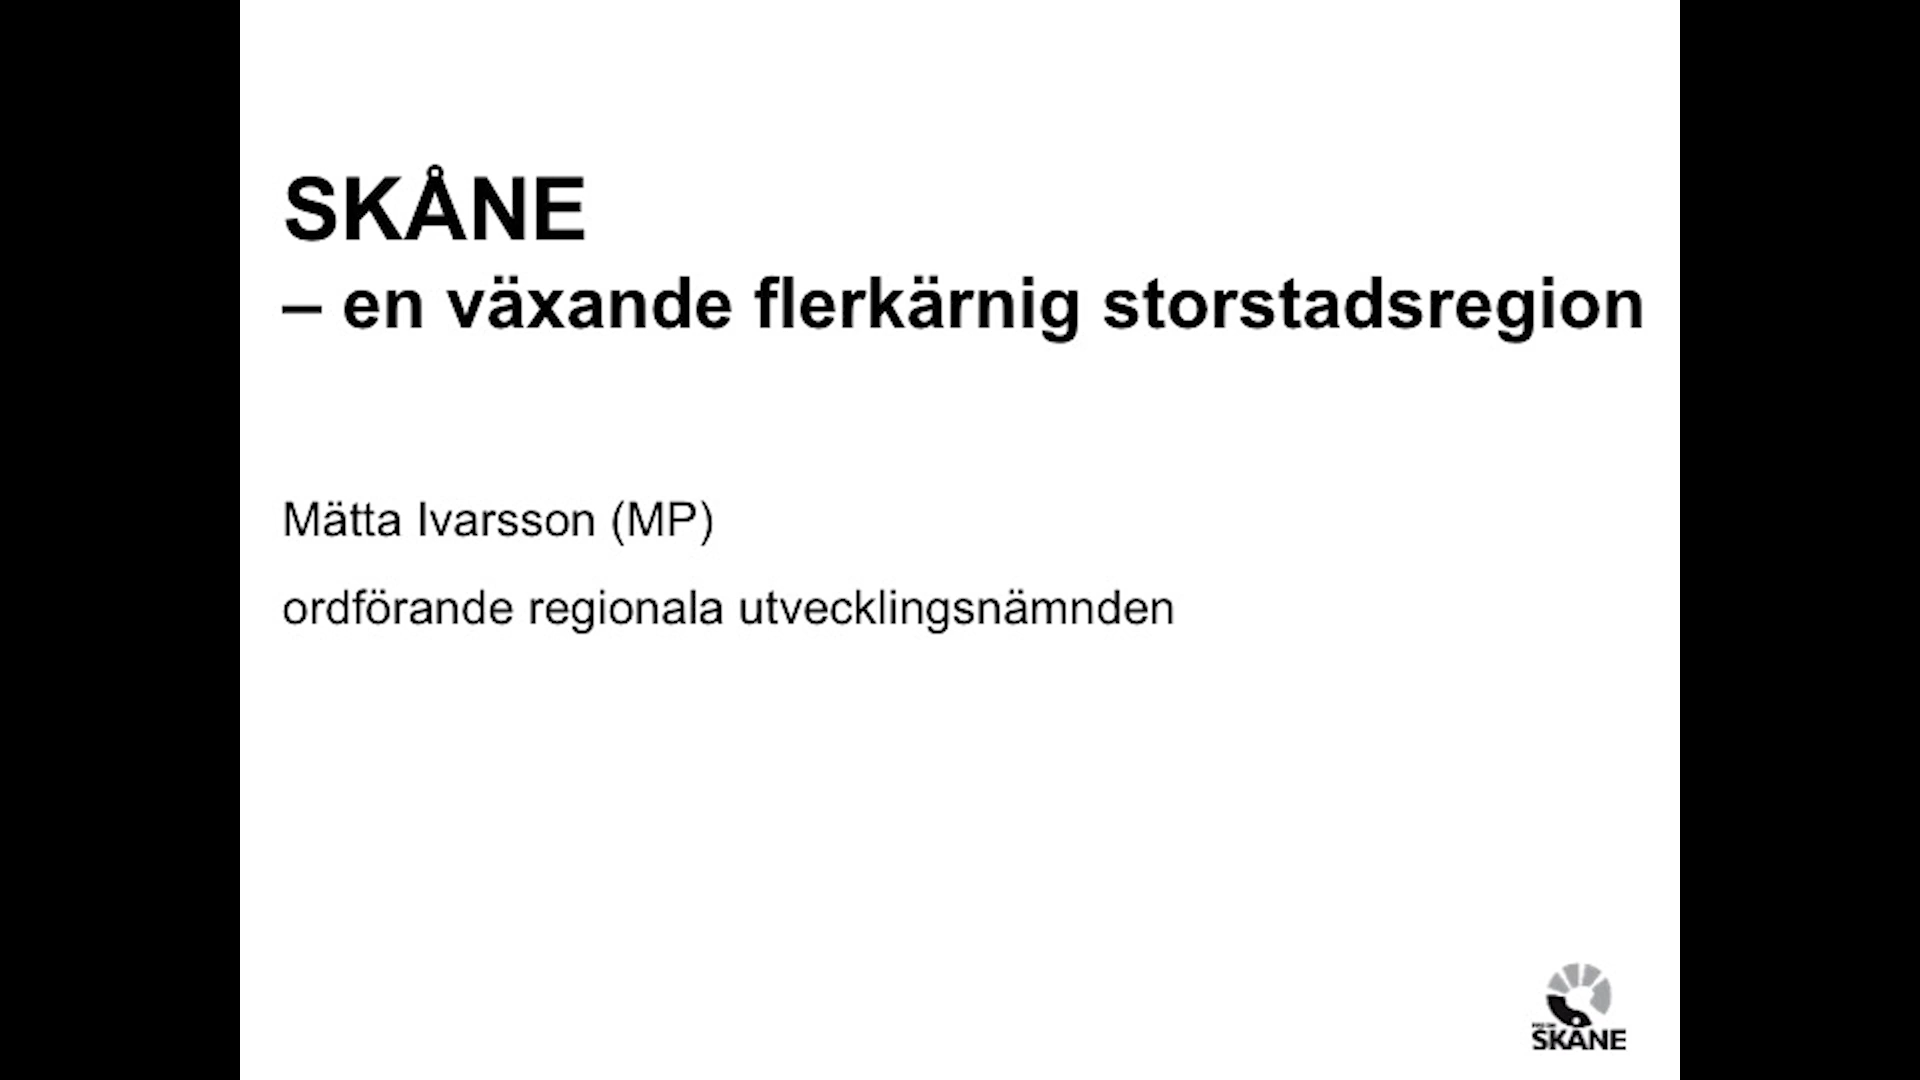 SKÅNE
– en växande flerkärnig storstadsregion
Mätta Ivarsson (MP)
ordförande regionala utvecklingsnämnden
SKÅNE